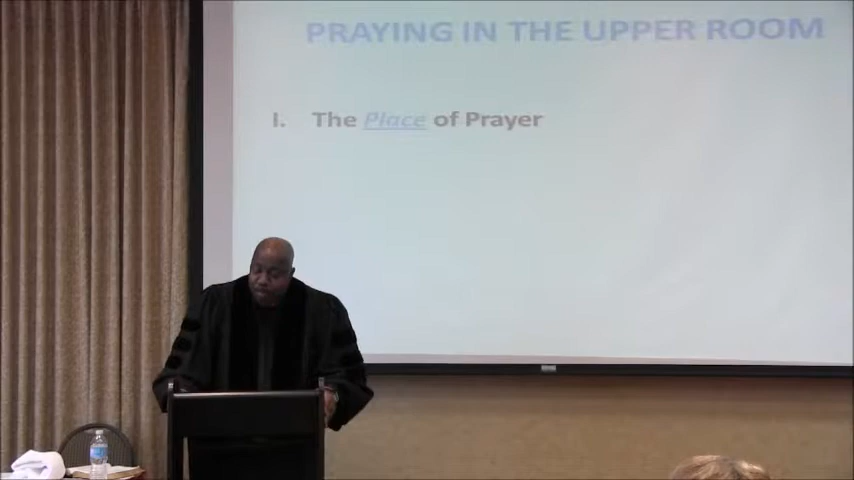 PRAYING IN THE UPPER ROOM
I. The Place of Prayer